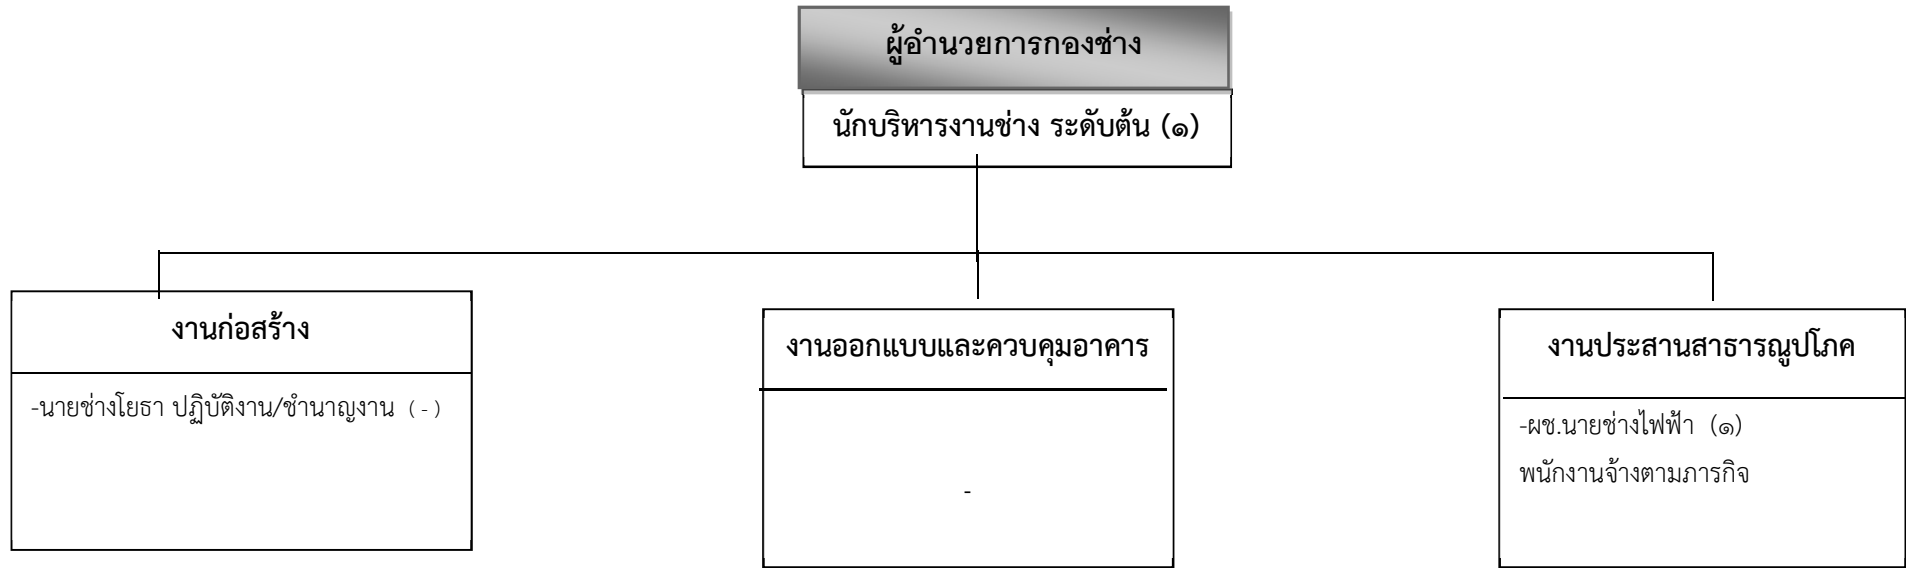 ผู้อำนวยการกองช่าง
นักบริหารงานช่าง ระดับต้น (๑)
งานก่อสร้าง
-นายช่างโยธา ปฏิบัติงาน/ชำนาญงาน (-)
งานออกแบบและควบคุมอาคาร
-
งานประสานสาธารณูปโภค
-ผช.นายช่างไฟฟ้า (๑)
พนักงานจ้างตามภารกิจ